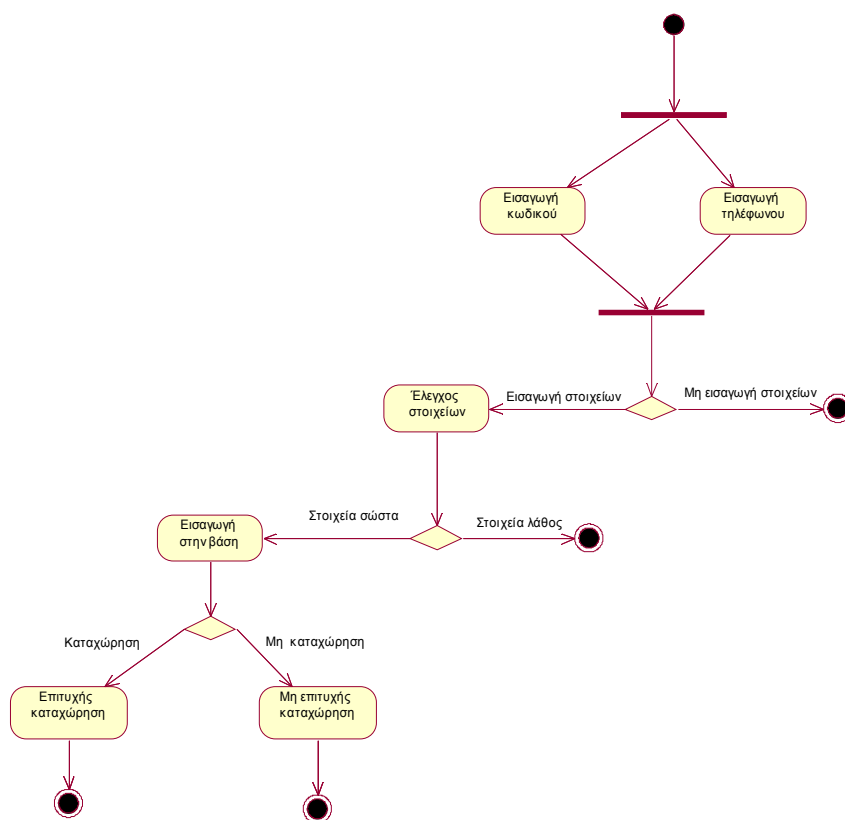 Εισαγωγή
κωδικού
Εισαγωγή
τηλέφωνου
Έλεγχος
στοιχείων
Εισαγωγή στοιχείων
Μη εισαγωγή στοιχείων
Εισαγωγή
στην βάση
Στοιχεία σώστα
Στοιχεία λάθος
Καταχώρηση
Μη καταχώρηση
Επιτυχής
καταχώρηση
Μη επιτυχής
καταχώρηση